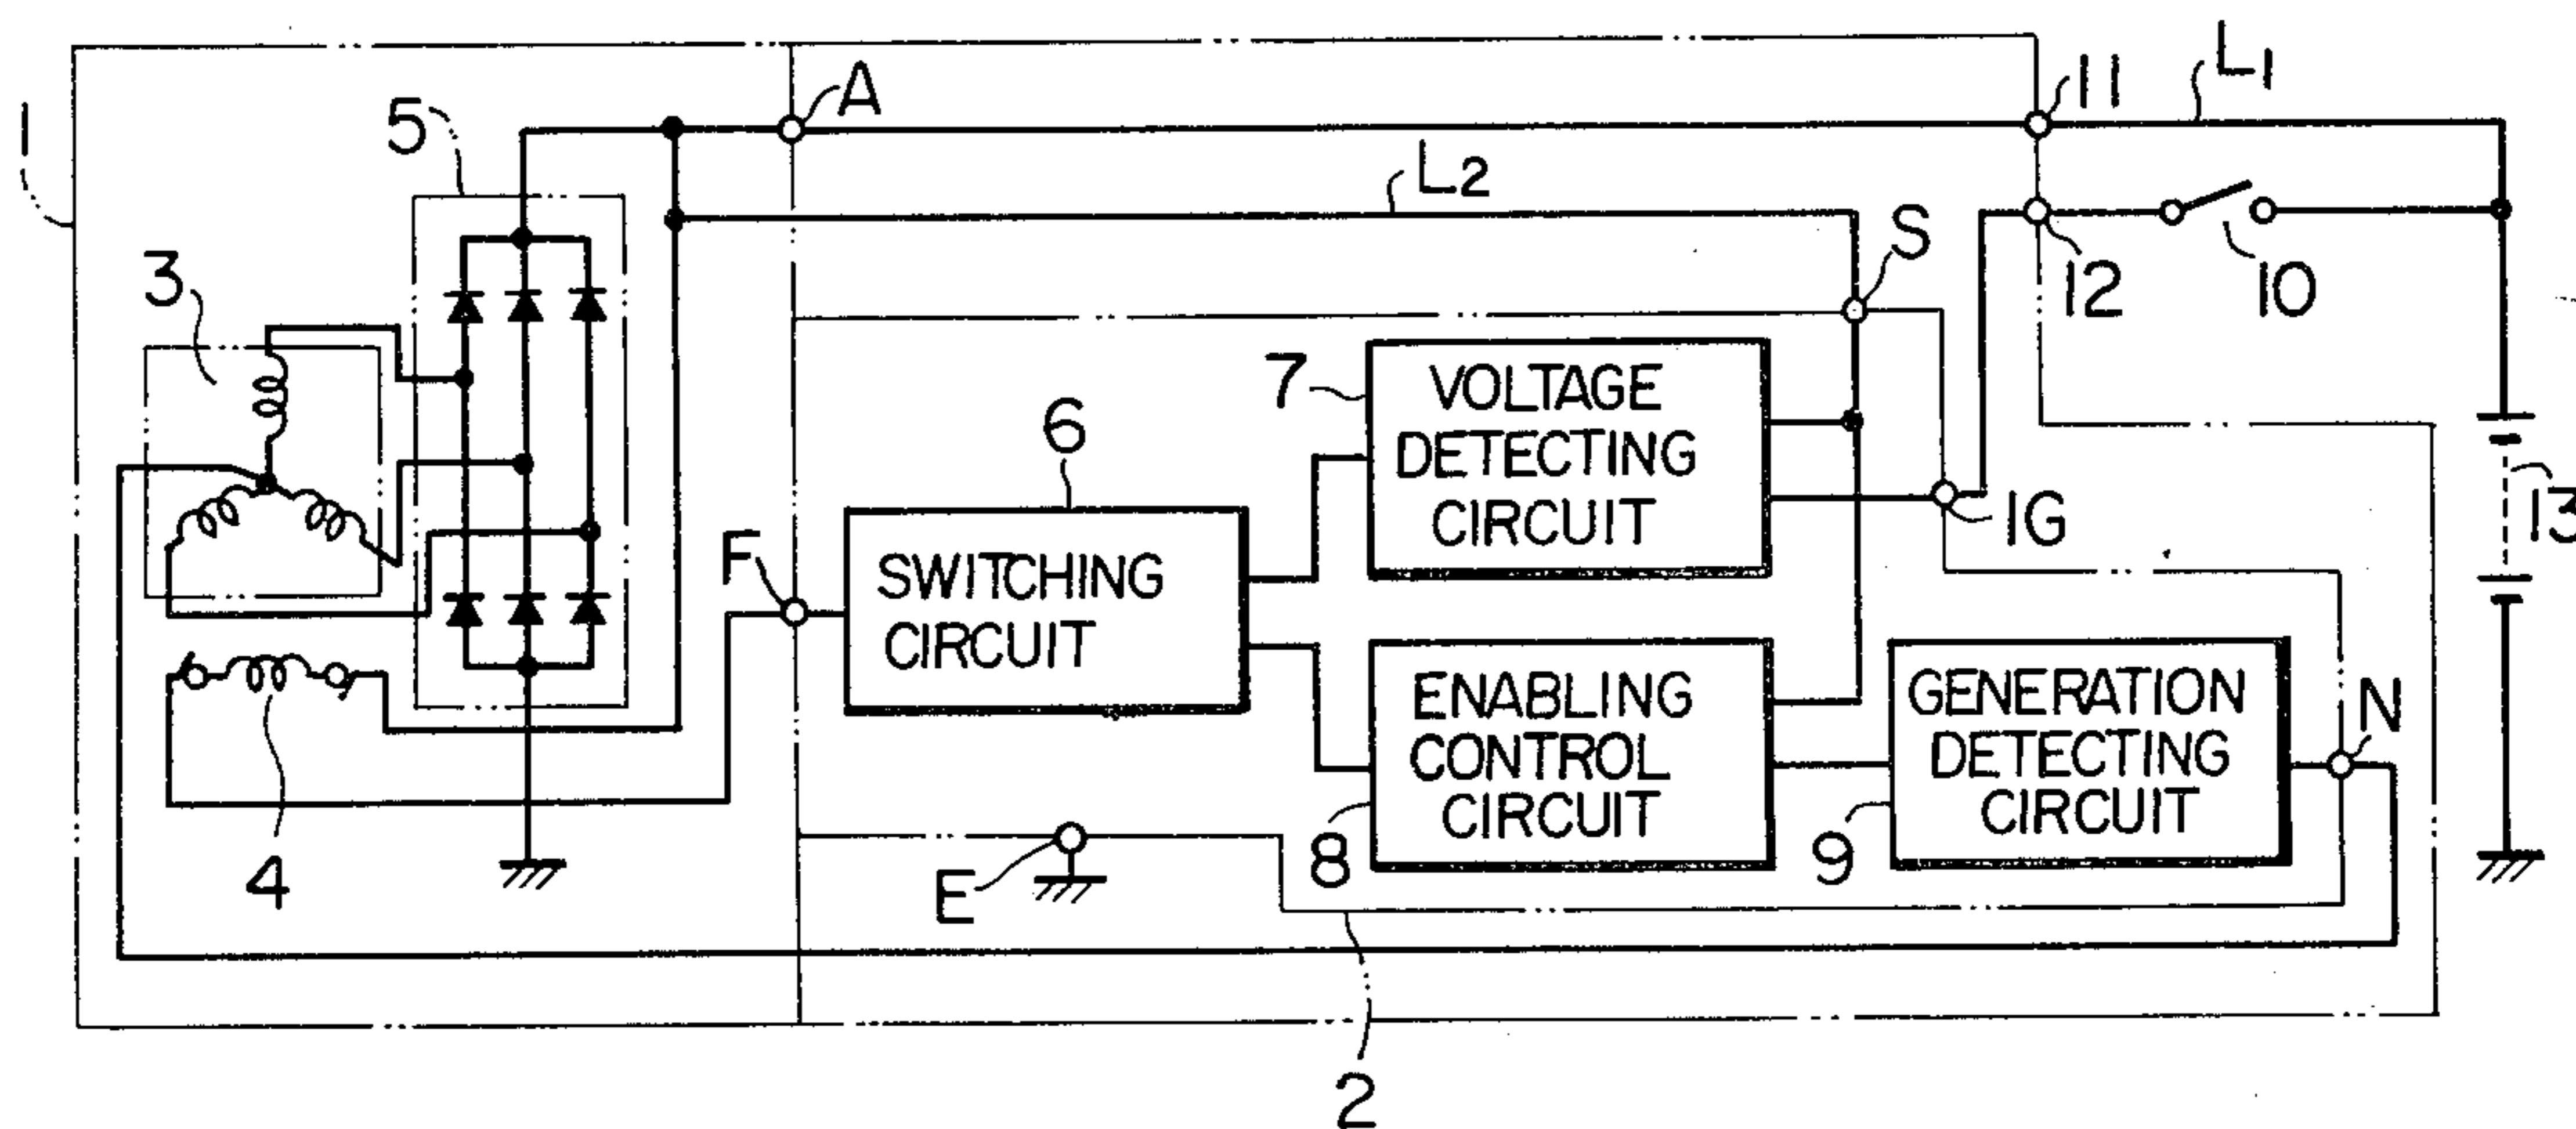 1
5
A
11
L1
L2
S
12
10
3
7
VOLTAGE
DETECTING
CIRCUIT
6
1G
13
F
SWITCHING
CIRCUIT
ENABLING
CONTROL
CIRCUIT
GENERATION
DETECTING
CIRCUIT
N
4
E
8
9
2